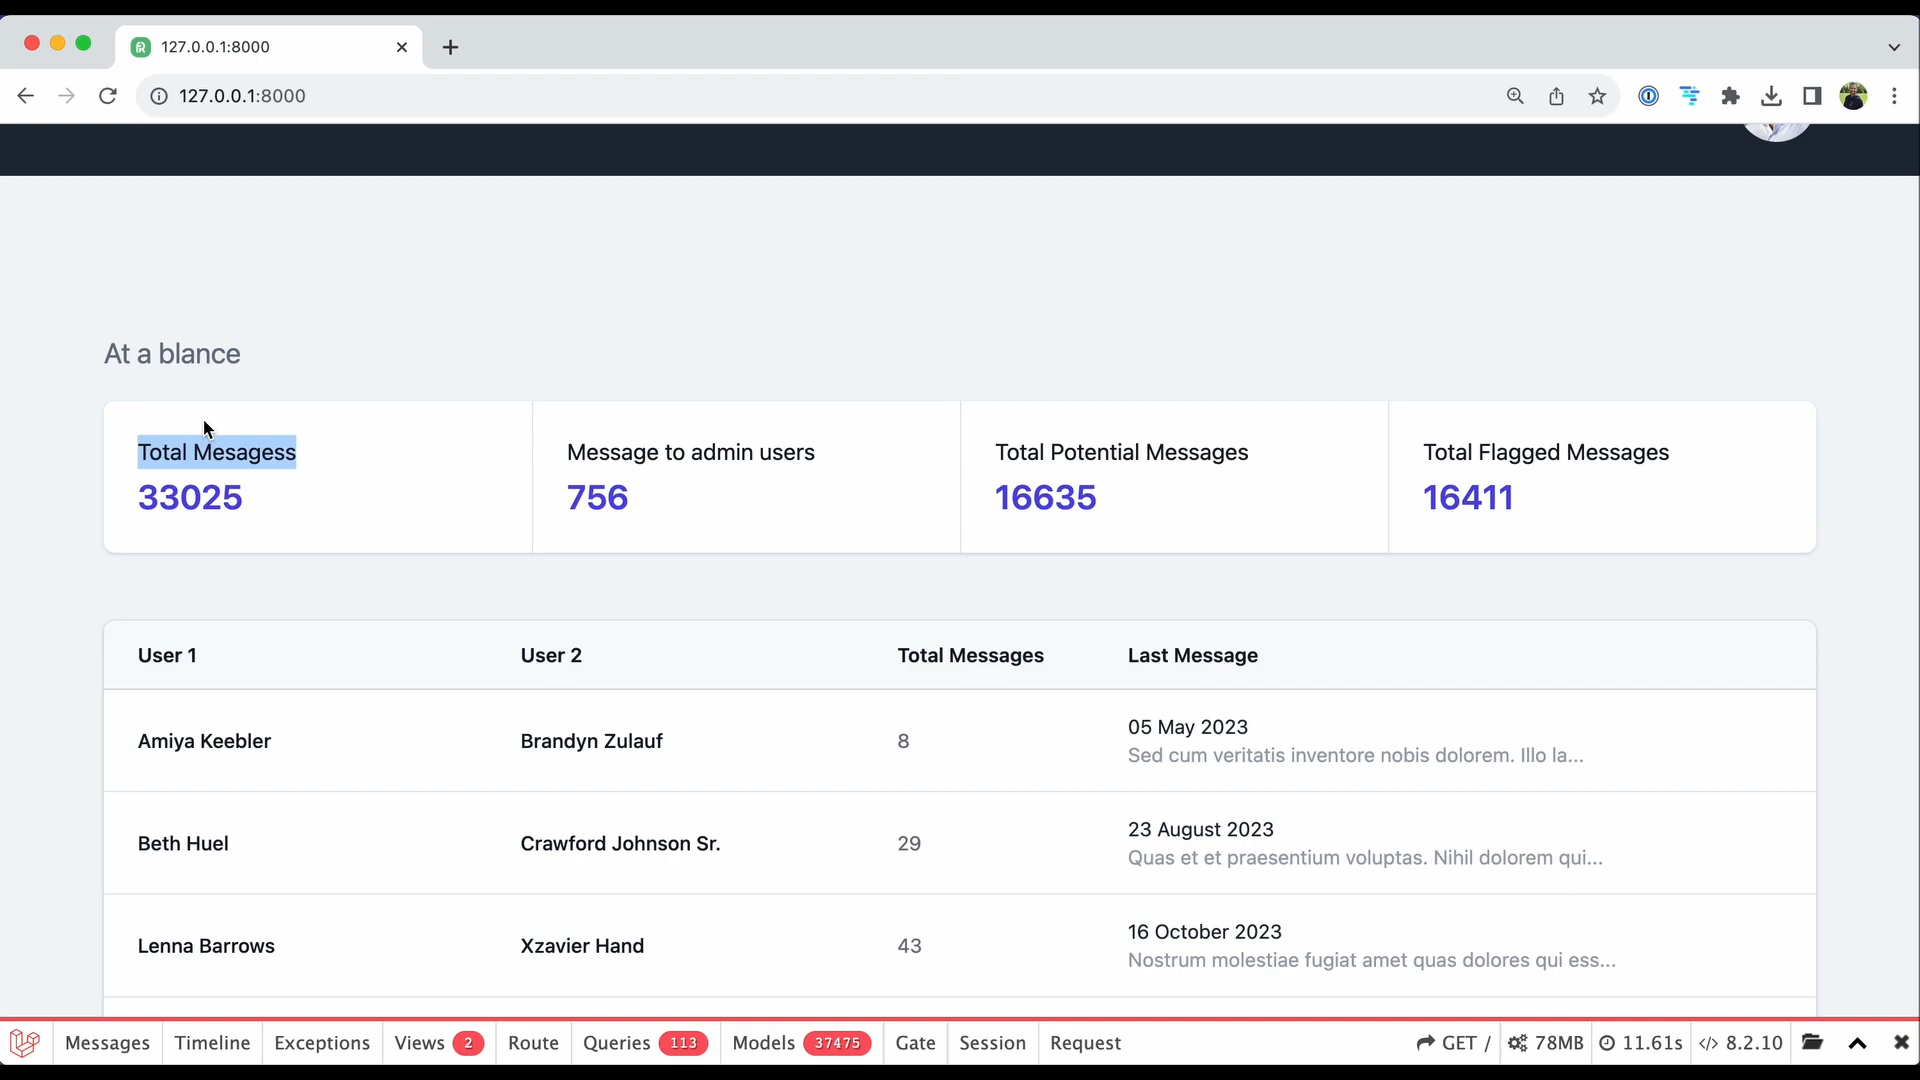 127.0.0.1:8000
127.0.0.1:8000
At a blance
Total Mesagess
33025
Message to admin users
756
Total Potential Messages
16635
Total Flagged Messages
16411
User 1 User 2 Total Messages Last Message
Amiya Keebler Brandyn Zulauf 8 05 May 2023
Sed cum veritatis inventore nobis dolorem. Illo la...
Beth Huel Crawford Johnson Sr. 29 23 August 2023
Quas et et praesentium voluptas. Nihil dolorem qui...
Lenna Barrows Xzavier Hand 43 16 October 2023
Nostrum molestiae fugiat amet quas dolores qui ess...
Messages Timeline Exceptions Views 2 Route Queries 113 Models 37475 Gate Session Request GET / 78MB 11.61s </> 8.2.10